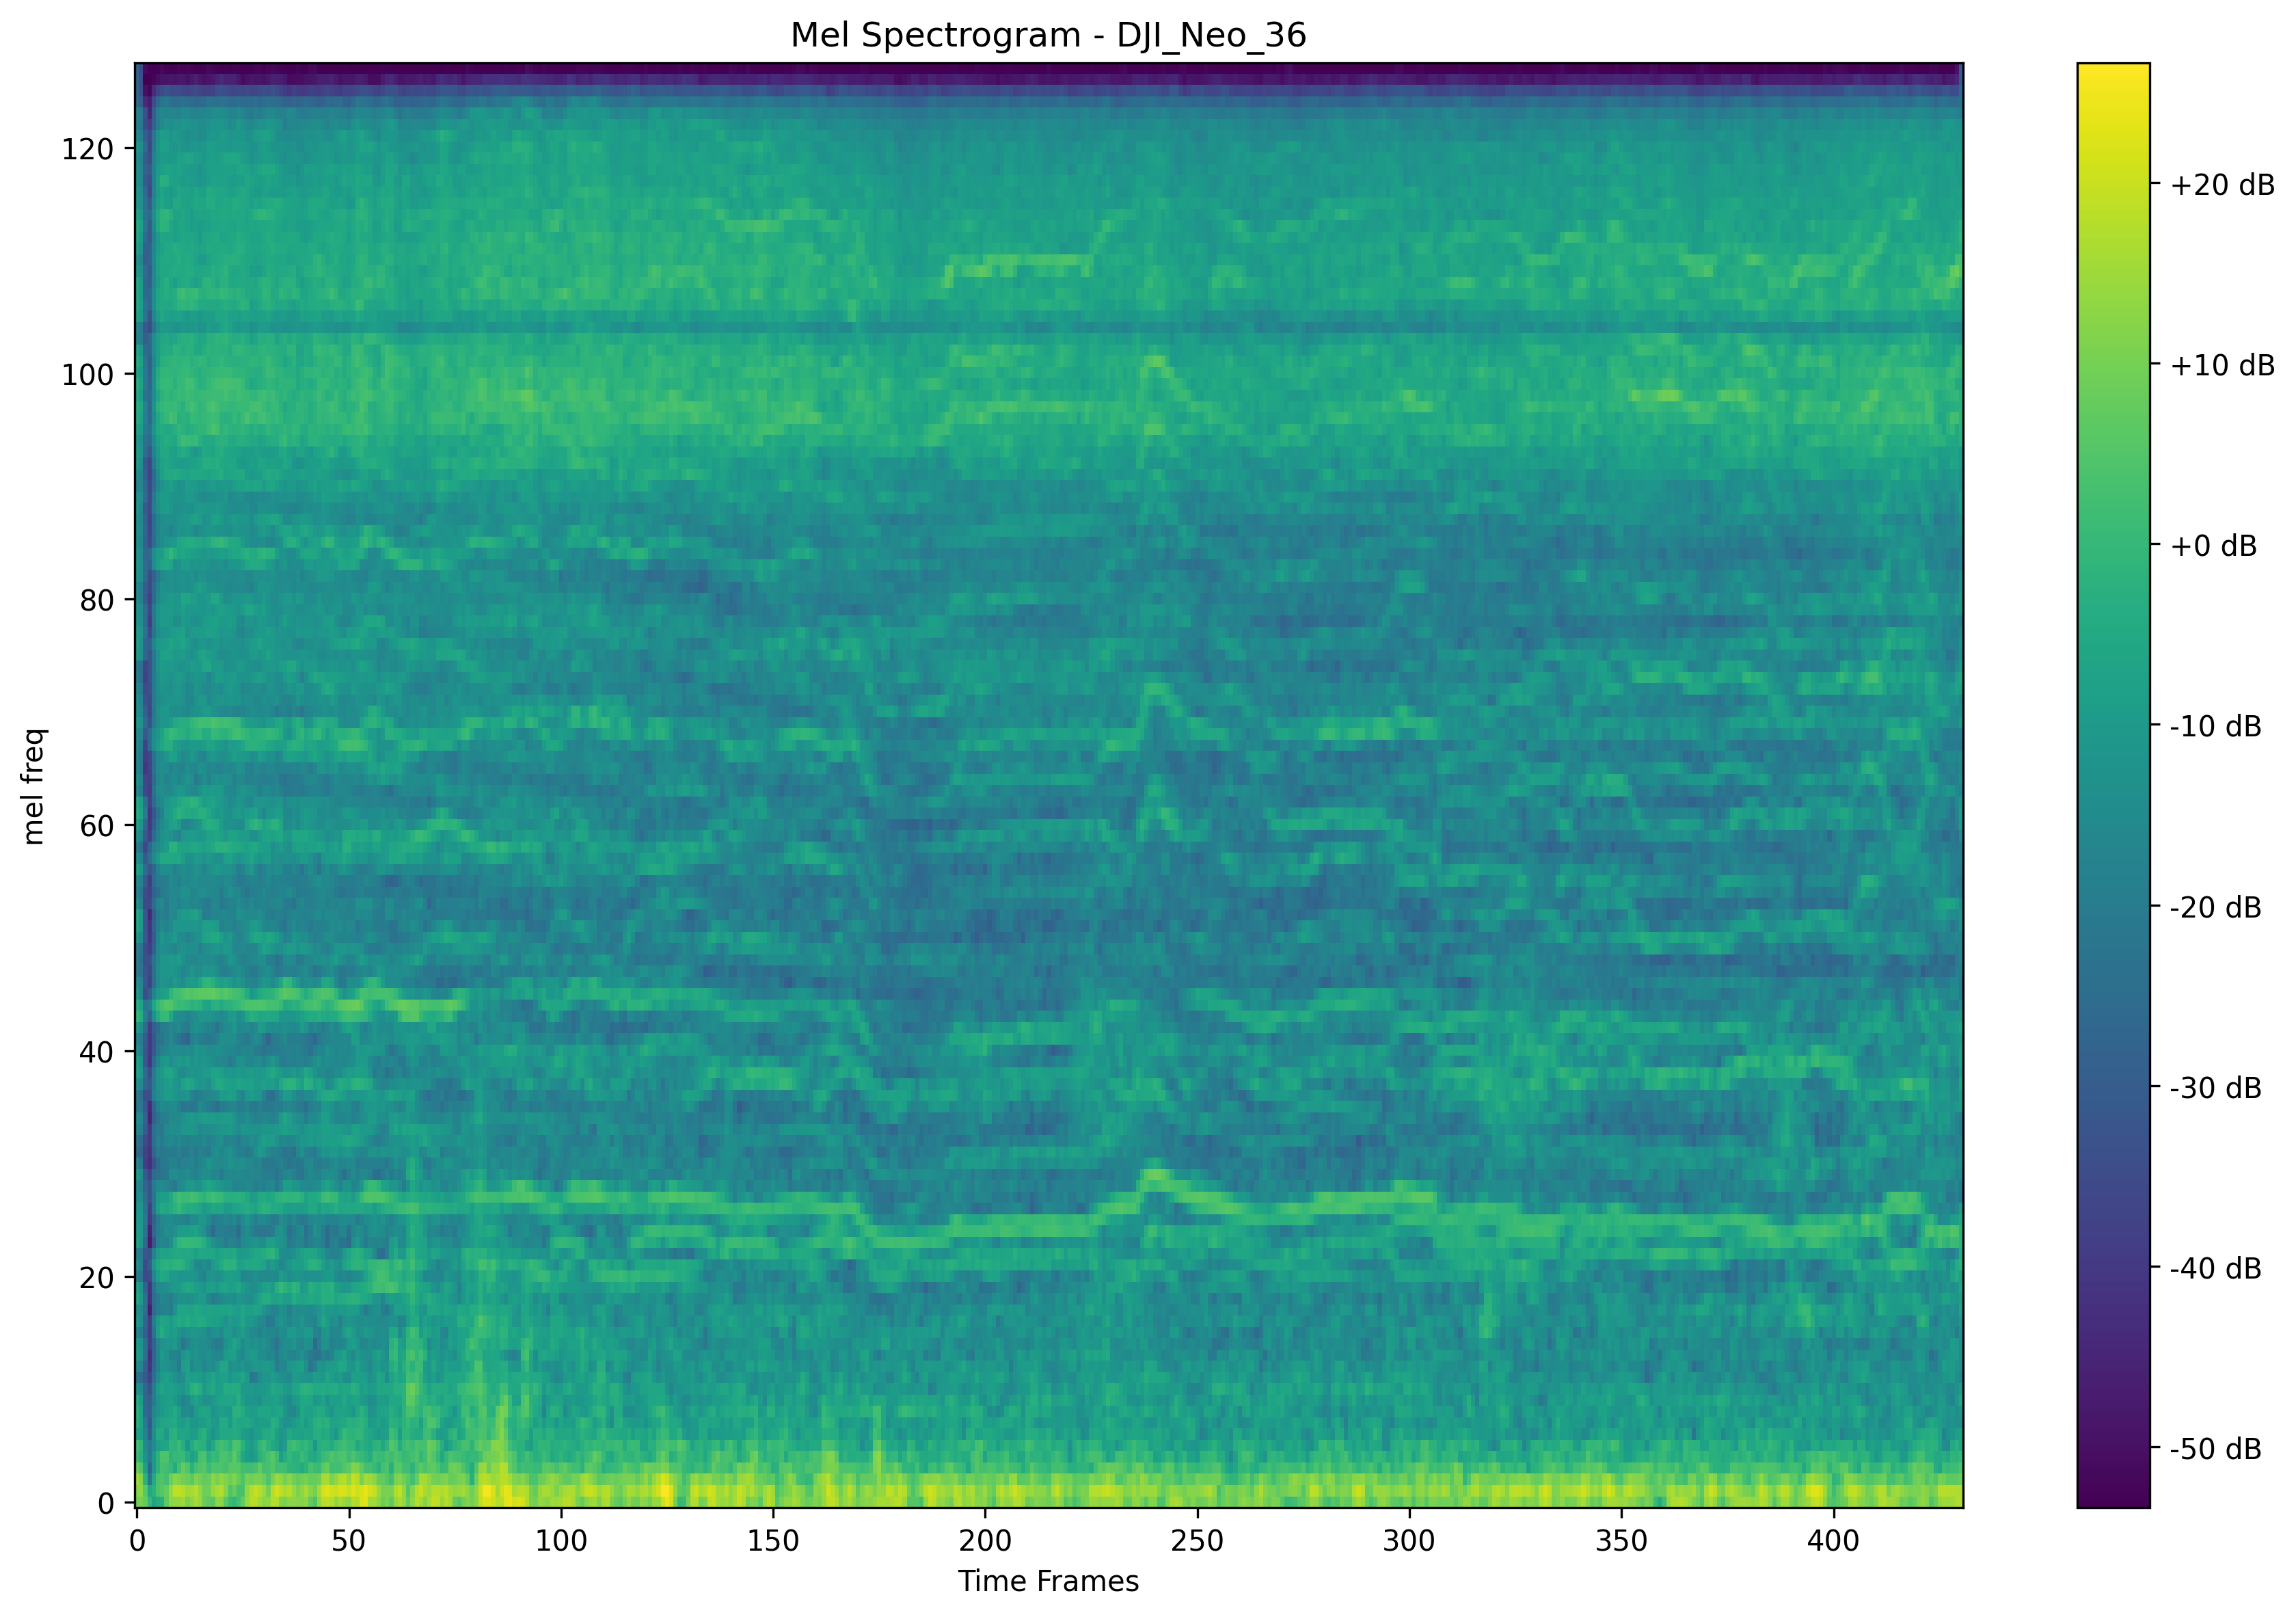 Mel Spectrogram - DJI_Neo_36
120
100
80
60
40
20
0
mel freq
0 50 100 150 200 250 300 350 400
Time Frames
+20 dB
+10 dB
+0 dB
-10 dB
-20 dB
-30 dB
-40 dB
-50 dB